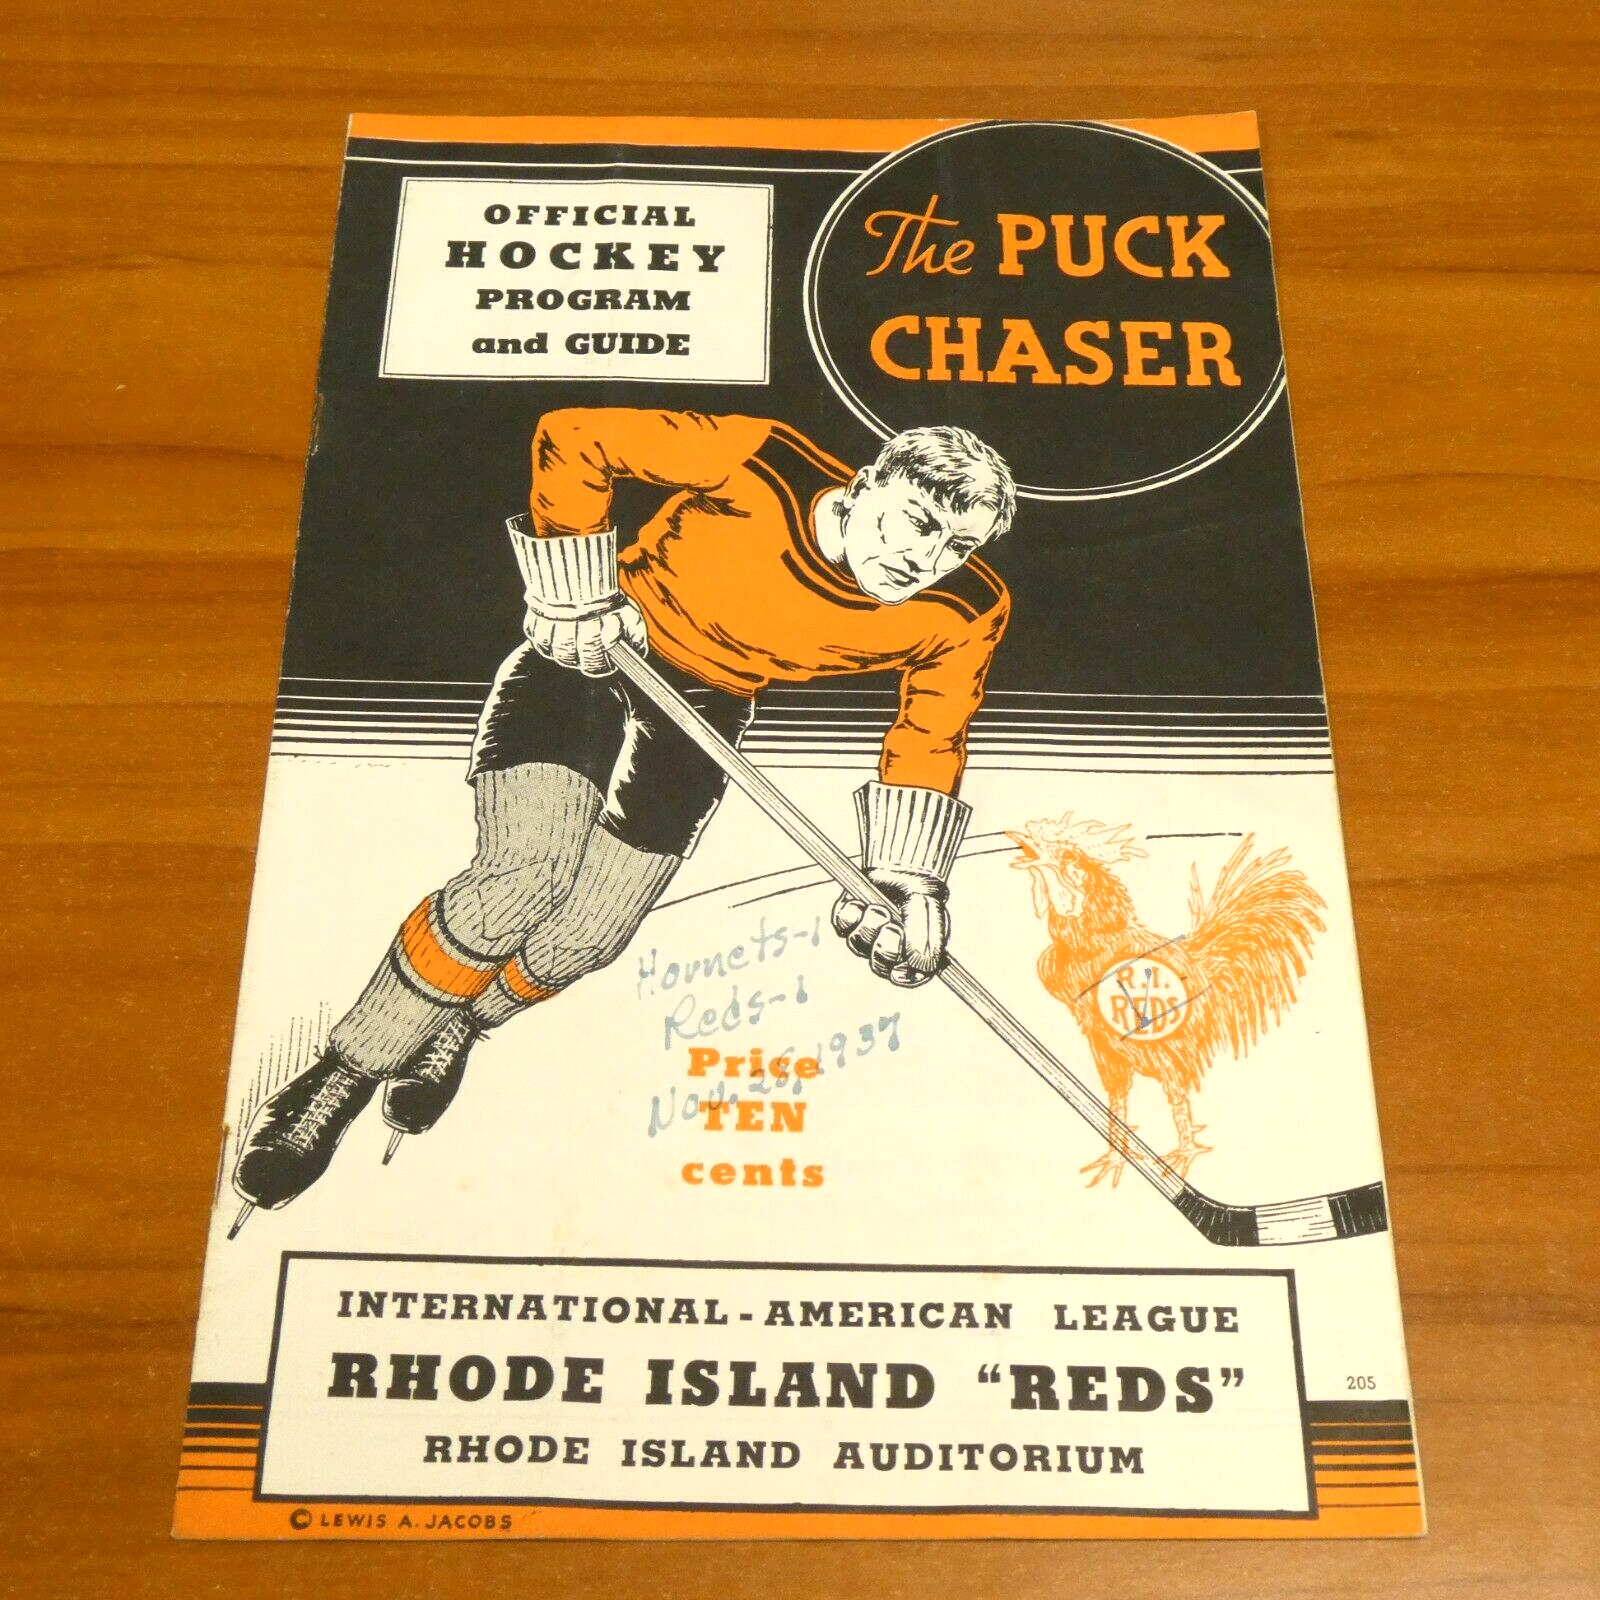 OFFICIAL
HOCKEY
PROGRAM
and GUIDE
The PUCK
CHASER
Hornets-1
Reds-1
Nov. 28, 1937
Price
TEN
cents
R.I.
REDS
INTERNATIONAL-AMERICAN LEAGUE
RHODE ISLAND "REDS"
RHODE ISLAND AUDITORIUM
205
© LEWIS A. JACOBS